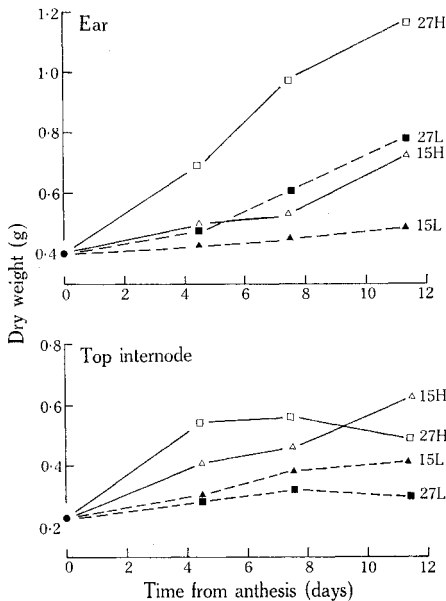 Ear
1·2
1·0
0·8
0·6
0·4
27H
27L
15H
15L
0 2 4 6 8 10 12
Dry weight (g)
Top internode
0·8
0·6
0·4
0·2
15H
27H
15L
27L
0 2 4 6 8 10 12
Time from anthesis (days)